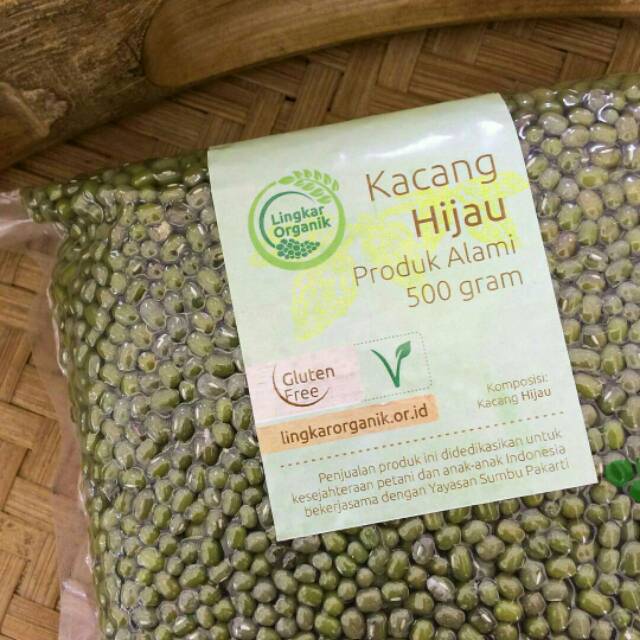 Lingkar
Organik
Kacang
Hijau
Produk Alami
500 gram
Gluten
Free
lingkarorganik.or.id
Komposisi:
Kacang Hijau
Penjualan produk ini didedikasikan untuk
kesejahteraan petani dan anak-anak Indonesia
bekerjasama dengan Yayasan Sumbu Pakarti